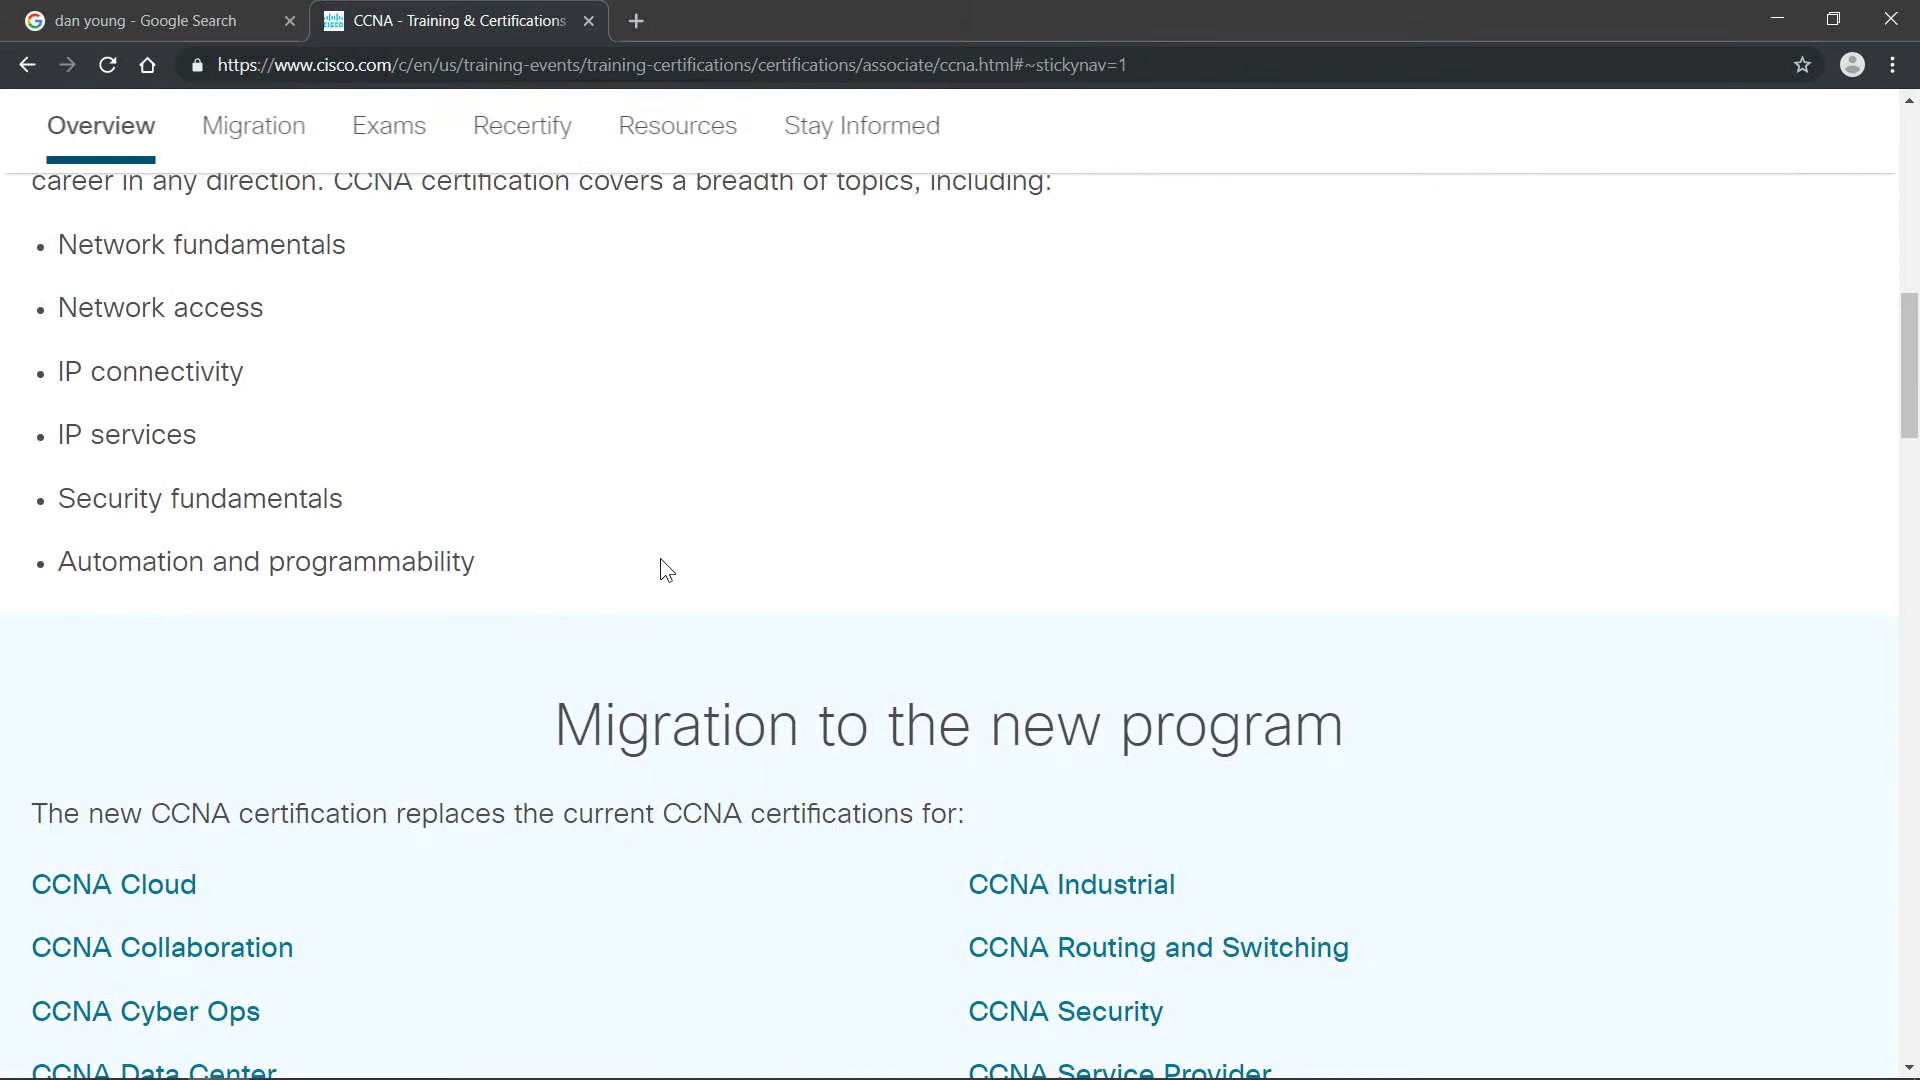 dan young - Google Search
CCNA - Training & Certifications
https://www.cisco.com/c/en/us/training-events/training-certifications/certifications/associate/ccna.html#~stickynav=1
Overview Migration Exams Recertify Resources Stay Informed
career in any direction. CCNA certification covers a breadth of topics, including:
• Network fundamentals
• Network access
• IP connectivity
• IP services
• Security fundamentals
• Automation and programmability
Migration to the new program
The new CCNA certification replaces the current CCNA certifications for:
CCNA Cloud
CCNA Industrial
CCNA Collaboration
CCNA Routing and Switching
CCNA Cyber Ops
CCNA Security
CCNA Data Center
CCNA Service Provider